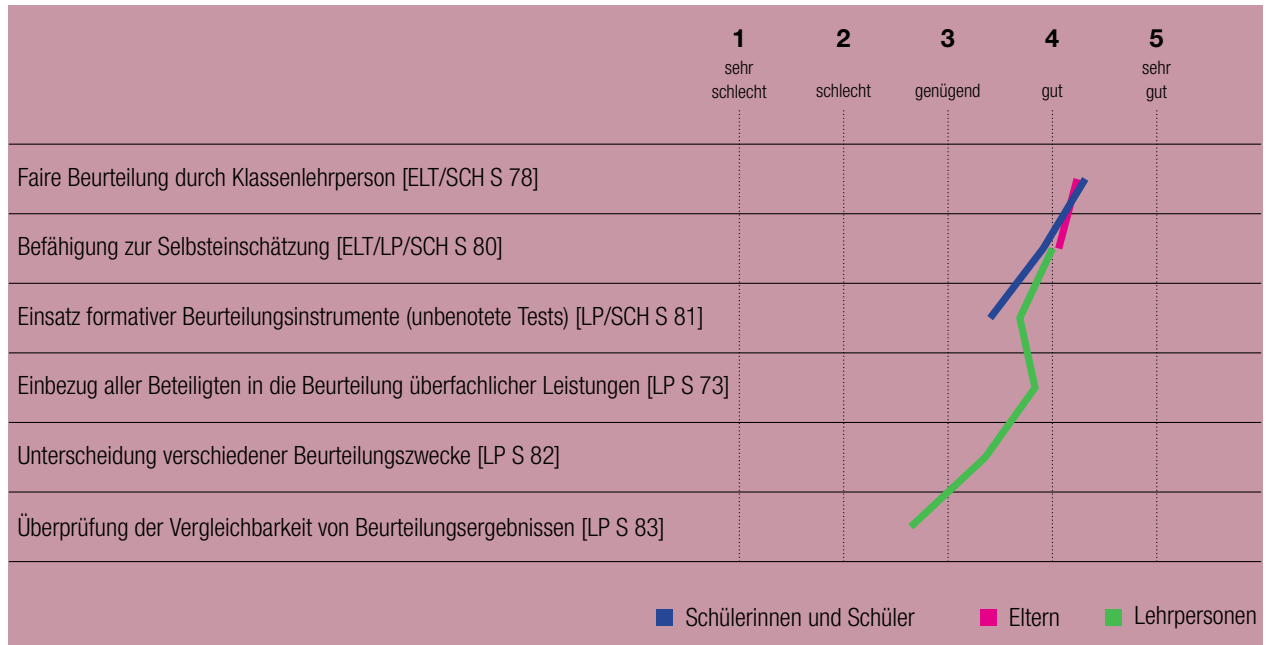 1 2 3 4 5
sehr schlecht schlecht genügend gut sehr gut
Faire Beurteilung durch Klassenlehrperson [ELT/SCH S 78]
Befähigung zur Selbsteinschätzung [ELT/LP/SCH S 80]
Einsatz formativer Beurteilungsinstrumente (unbenotete Tests) [LP/SCH S 81]
Einbezug aller Beteiligten in die Beurteilung überfachlicher Leistungen [LP S 73]
Unterscheidung verschiedener Beurteilungszwecke [LP S 82]
Überprüfung der Vergleichbarkeit von Beurteilungsergebnissen [LP S 83]
Schülerinnen und Schüler Eltern Lehrpersonen